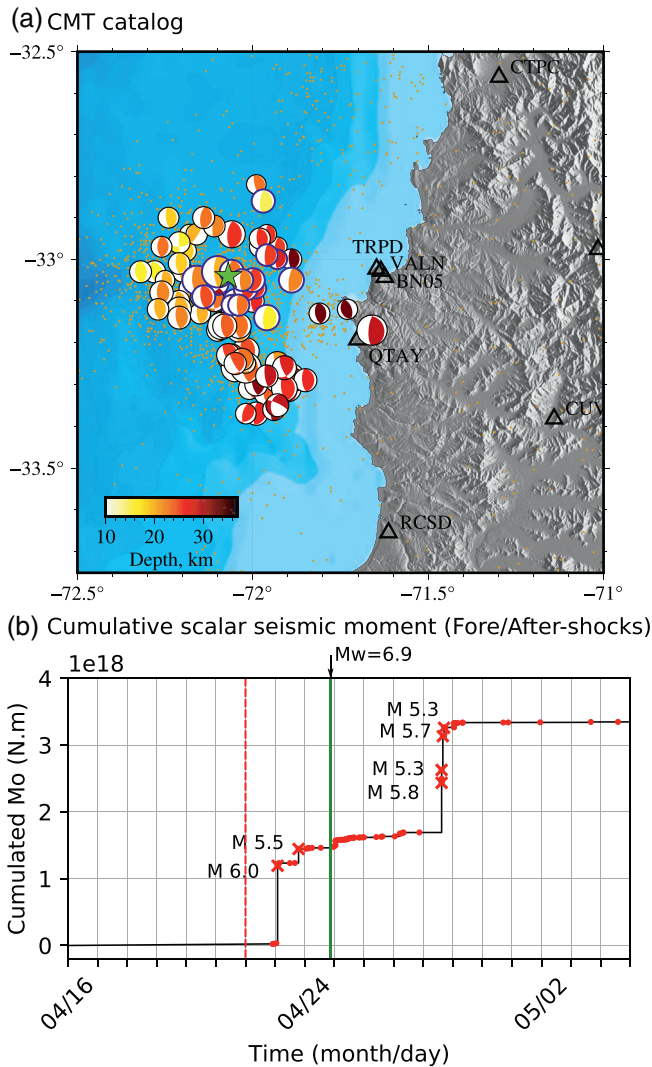 (a) CMT catalog
−32.5°
CTPC
−33°
TRPD
VALN
BN05
QTAY
CUV
−33.5°
RCSD
10 20 30
Depth, km
−72.5° −72° −71.5° −71°
(b) Cumulative scalar seismic moment (Fore/After-shocks)
1e18
Mw=6.9
4
M 5.3
M 5.7
3
M 5.3
M 5.8
2
M 5.5
M 6.0
1
0
Cumulated Mo (N.m)
04/16 04/24 05/02
Time (month/day)